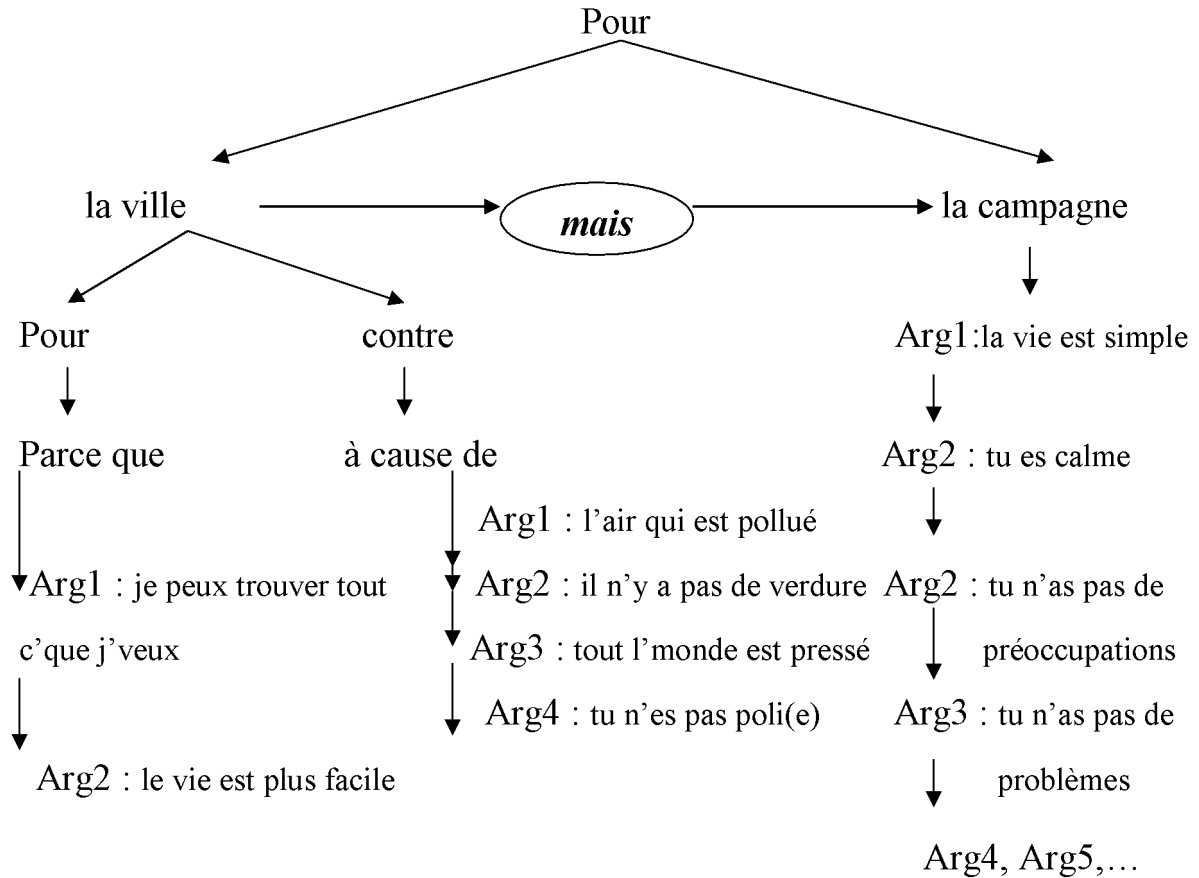 Pour
la ville mais la campagne
Pour contre Arg1:la vie est simple
Parce que à cause de Arg2 : tu es calme
Arg1 : l’air qui est pollué
Arg1 : je peux trouver tout Arg2 : il n’y a pas de verdure Arg2 : tu n’as pas de
c’que j’veux Arg3 : tout l’monde est pressé préoccupations
Arg4 : tu n’es pas poli(e) Arg3 : tu n’as pas de
Arg2 : le vie est plus facile problèmes
Arg4, Arg5,…